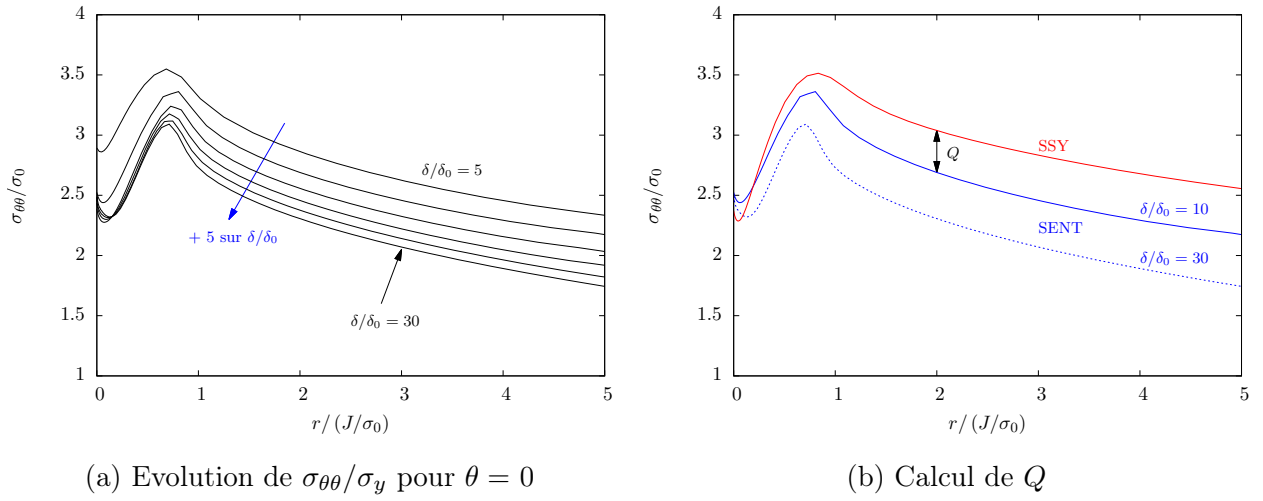 4
3.5
3
2.5
2
1.5
1
0 1 2 3 4 5
σθθ/σ0
r/ (J/σ0)
δ/δ0 = 5
+ 5 sur δ/δ0
δ/δ0 = 30
(a) Evolution de σθθ/σy pour θ = 0
4
3.5
3
2.5
2
1.5
1
0 1 2 3 4 5
σθθ/σ0
r/ (J/σ0)
SSY
Q
δ/δ0 = 10
SENT
δ/δ0 = 30
(b) Calcul de Q